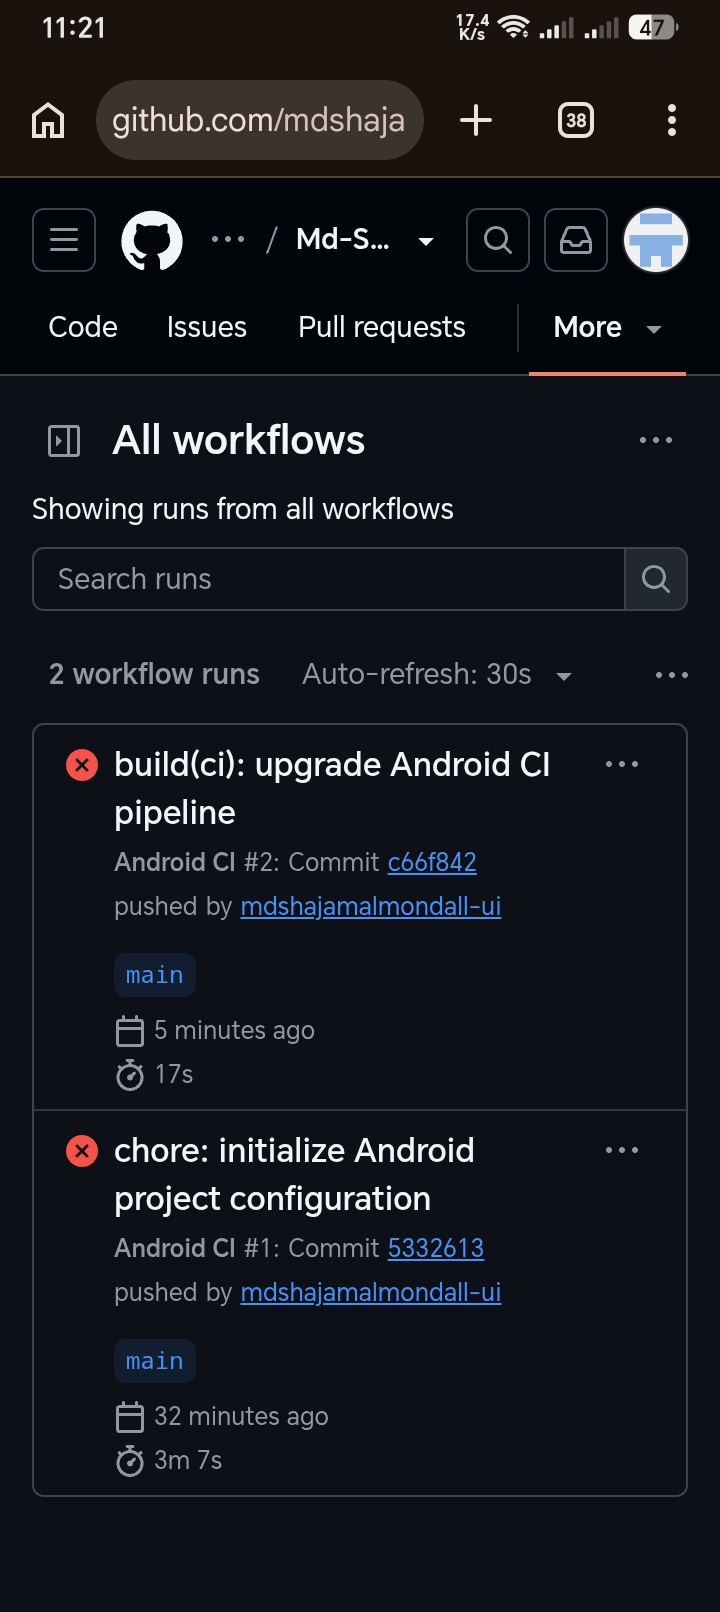 11:21
17.4
K/s
47
github.com/mdshaja
38
/ Md-S...
Code Issues Pull requests More
All workflows
Showing runs from all workflows
Search runs
2 workflow runs Auto-refresh: 30s
build(ci): upgrade Android CI
pipeline
Android CI #2: Commit c66f842
pushed by mdshajamalmondall-ui
main
5 minutes ago
17s
chore: initialize Android
project configuration
Android CI #1: Commit 5332613
pushed by mdshajamalmondall-ui
main
32 minutes ago
3m 7s